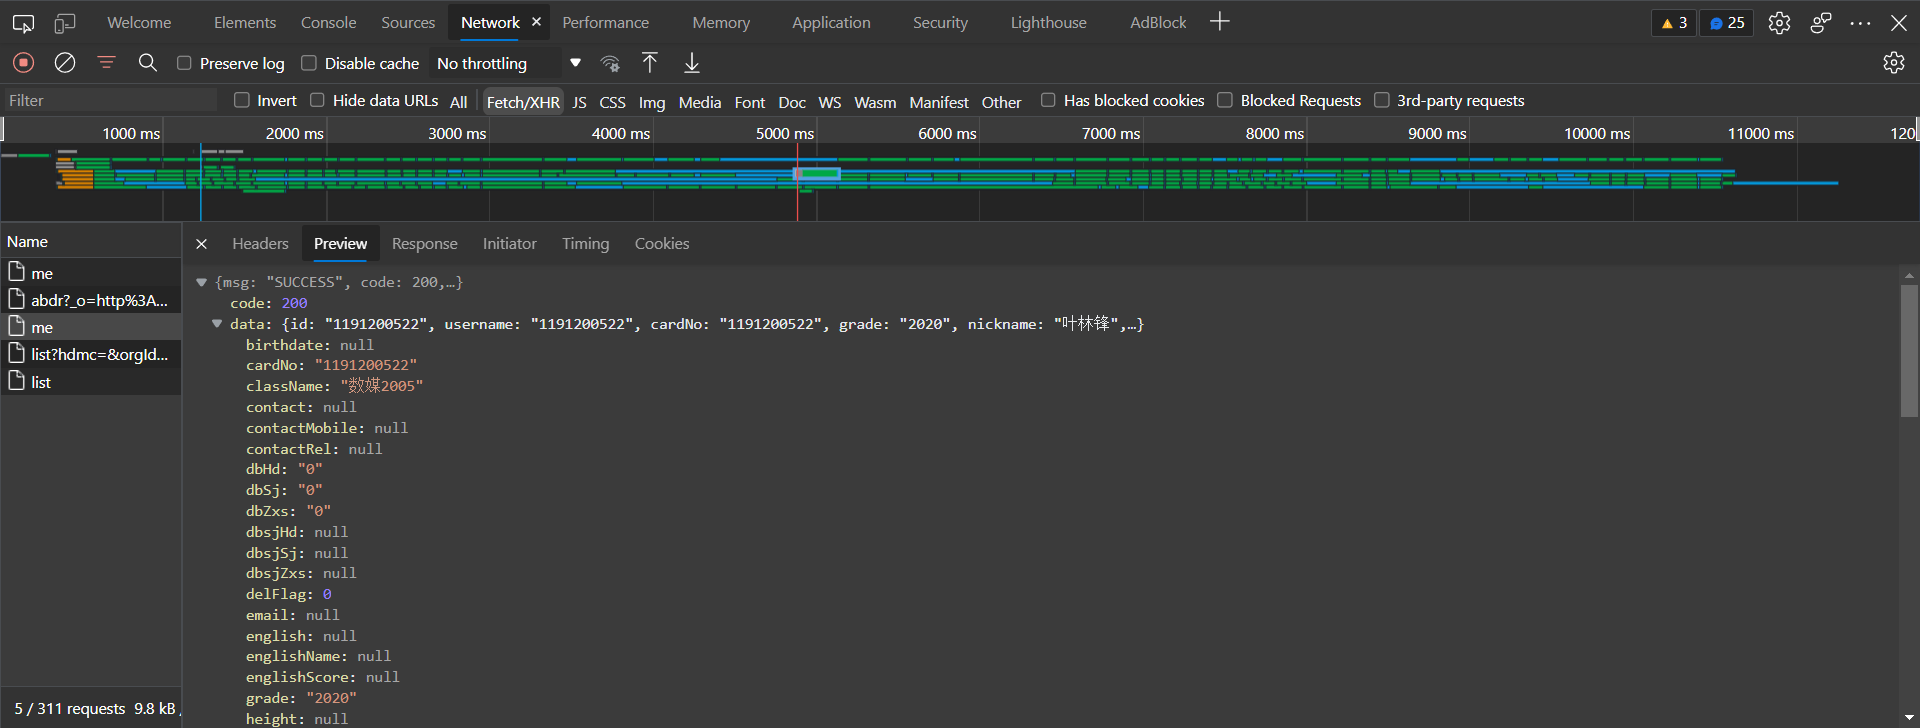 Welcome Elements Console Sources Network Performance Memory Application Security Lighthouse AdBlock 3 25
Preserve log Disable cache No throttling
Filter Invert Hide data URLs All Fetch/XHR JS CSS Img Media Font Doc WS Wasm Manifest Other Has blocked cookies Blocked Requests 3rd-party requests
1000 ms 2000 ms 3000 ms 4000 ms 5000 ms 6000 ms 7000 ms 8000 ms 9000 ms 10000 ms 11000 ms 120
Name
me
abdr?_o=http%3A...
me
list?hdmc=&orgId...
list
5 / 311 requests 9.8 kB
Headers Preview Response Initiator Timing Cookies
{msg: "SUCCESS", code: 200,…}
code: 200
data: {id: "1191200522", username: "1191200522", cardNo: "1191200522", grade: "2020", nickname: "叶林锋",…}
birthdate: null
cardNo: "1191200522"
className: "数媒2005"
contact: null
contactMobile: null
contactRel: null
dbHd: "0"
dbSj: "0"
dbZxs: "0"
dbsjHd: null
dbsjSj: null
dbsjZxs: null
delFlag: 0
email: null
english: null
englishName: null
englishScore: null
grade: "2020"
height: null